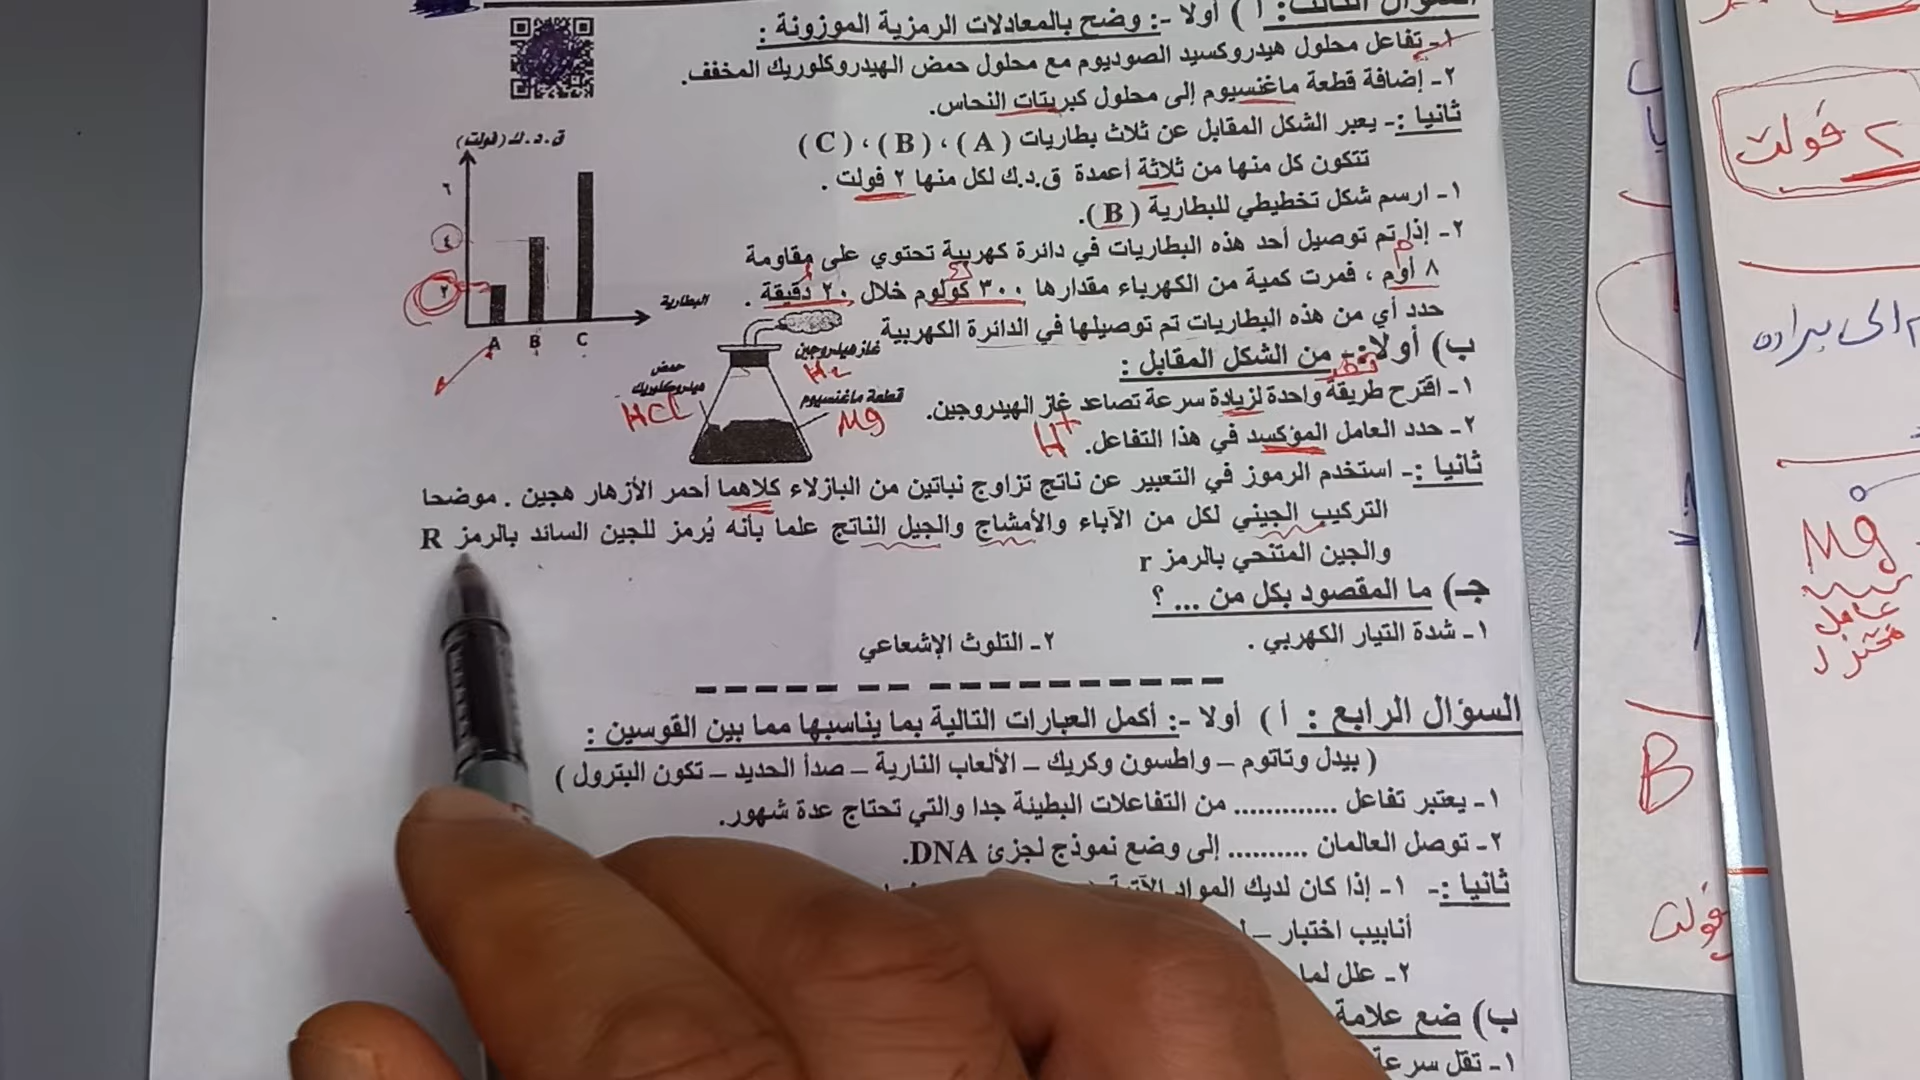 السؤال الثالث: أ ) أولا -: وضح بالمعادلات الرمزية الموزونة :
١- تفاعل محلول هيدروكسيد الصوديوم مع محلول حمض الهيدروكلوريك المخفف.
٢- إضافة قطعة ماغنسيوم إلى محلول كبريتات النحاس.
ثانيا :- يعبر الشكل المقابل عن ثلاث بطاريات ( A ) ، ( B ) ، ( C )
تتكون كل منها من ثلاثة أعمدة ق.د.ك لكل منها ٢ فولت .
١- ارسم شكل تخطيطي للبطارية ( B ).
٢- إذا تم توصيل أحد هذه البطاريات في دائرة كهربية تحتوي على مقاومة
٨ أوم ، فمرت كمية من الكهرباء مقدارها ٣٠٠ كولوم خلال ٢٠ دقيقة .
حدد أي من هذه البطاريات تم توصيلها في الدائرة الكهربية
ق.د.ك (فولت)
٦
٤
٢
A B C
البطارية
ب) أولا :- من الشكل المقابل :
١- اقترح طريقة واحدة لزيادة سرعة تصاعد غاز الهيدروجين.
٢- حدد العامل المؤكسد في هذا التفاعل.
H+
غاز هيدروجين
H2
حمض
هيدروكلوريك
HCl
قطعة ماغنسيوم
Mg
ثانيا :- استخدم الرموز في التعبير عن ناتج تزاوج نباتين من البازلاء كلاهما أحمر الأزهار هجين . موضحا
التركيب الجيني لكل من الآباء والأمشاج والجيل الناتج علما بأنه يُرمز للجين السائد بالرمز R
والجين المتنحي بالرمز r
جـ) ما المقصود بكل من ... ؟
١- شدة التيار الكهربي . ٢- التلوث الإشعاعي
السؤال الرابع : أ ) أولا -: أكمل العبارات التالية بما يناسبها مما بين القوسين :
( بيدل وتاتوم – واطسون وكريك – الألعاب النارية – صدأ الحديد – تكون البترول )
١- يعتبر تفاعل ............. من التفاعلات البطيئة جدا والتي تحتاج عدة شهور.
٢- توصل العالمان .......... إلى وضع نموذج لجزئ DNA.
ثانيا :- ١- إذا كان لديك المواد الآتية
أنابيب اختبار –
٢- علل لما
ب) ضع علامة
١- تقل سرعة
٢ فولت
Mg
عامل
مختزل
B
فولت